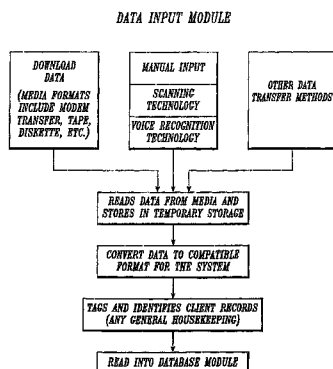 DATA INPUT MODULE
DOWNLOAD
DATA
(MEDIA FORMATS
INCLUDE MODEM
TRANSFER, TAPE,
DISKETTE, ETC.)
MANUAL INPUT
SCANNING
TECHNOLOGY
VOICE RECOGNITION
TECHNOLOGY
OTHER DATA
TRANSFER METHODS
READS DATA FROM MEDIA AND
STORES IN TEMPORARY STORAGE
CONVERT DATA TO COMPATIBLE
FORMAT FOR THE SYSTEM
TAGS AND IDENTIFIES CLIENT RECORDS
(ANY GENERAL HOUSEKEEPING)
READ INTO DATABASE MODULE